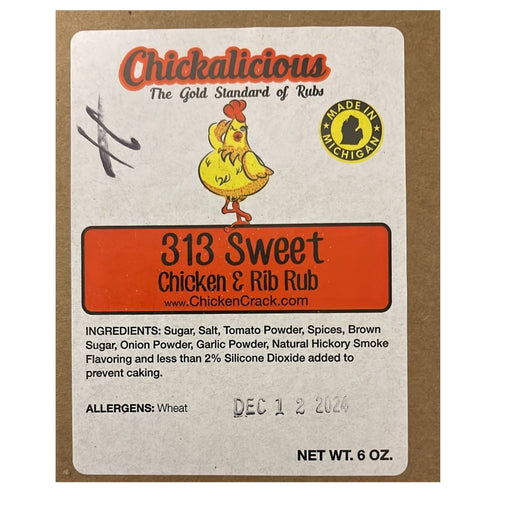 Chickalicious
The Gold Standard of Rubs
MADE IN
MICHIGAN
313 Sweet
Chicken & Rib Rub
www.ChickenCrack.com
INGREDIENTS: Sugar, Salt, Tomato Powder, Spices, Brown
Sugar, Onion Powder, Garlic Powder, Natural Hickory Smoke
Flavoring and less than 2% Silicone Dioxide added to
prevent caking.
ALLERGENS: Wheat
DEC 12 2024
NET WT. 6 OZ.